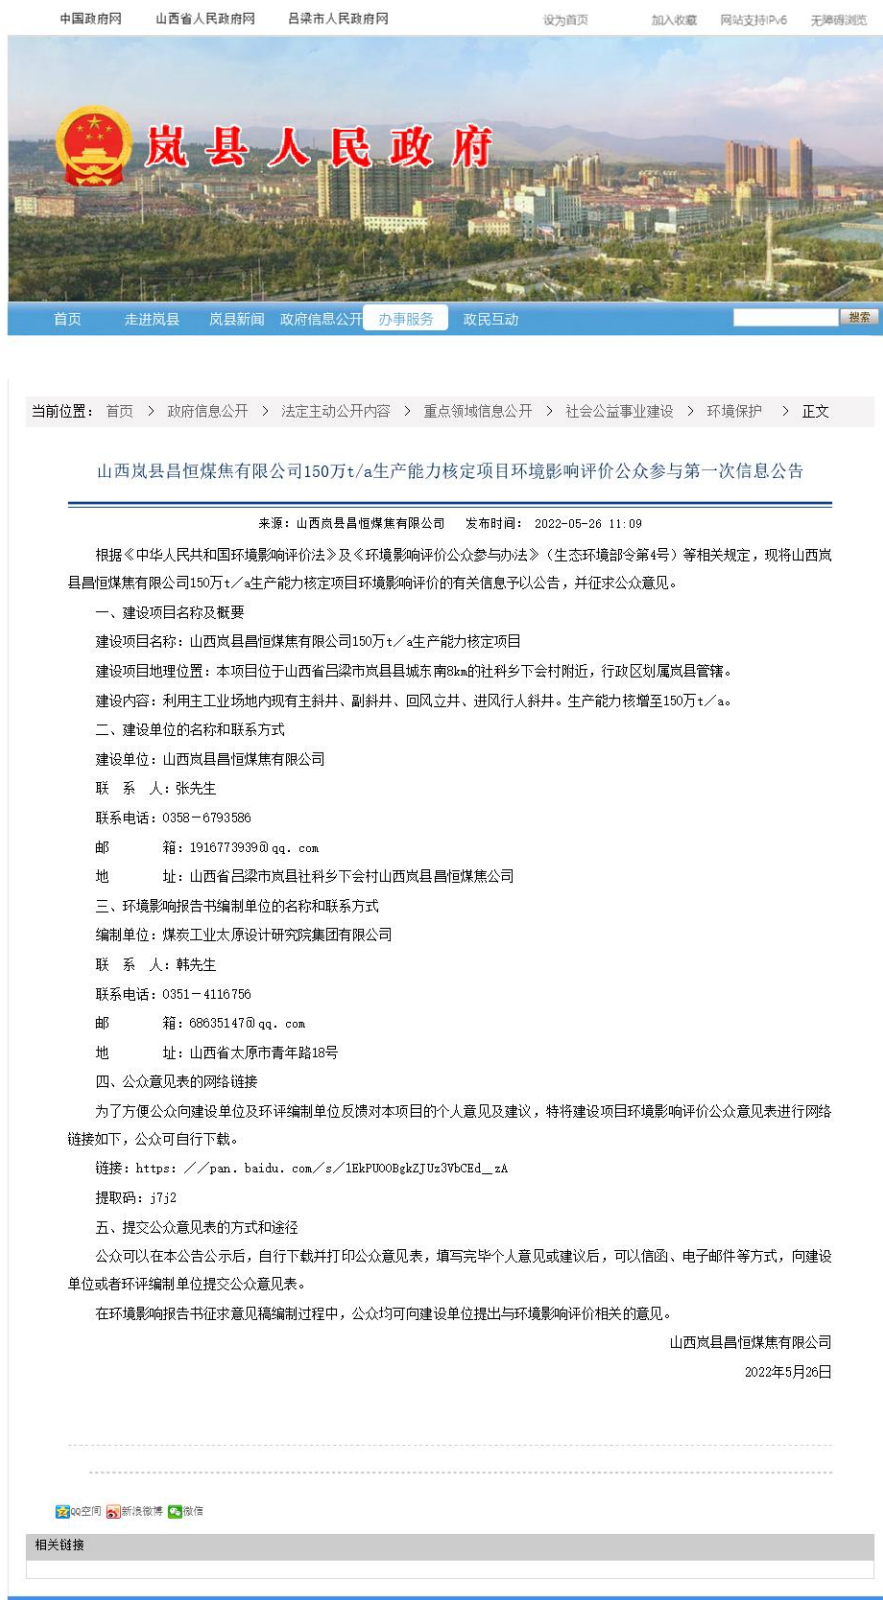 中国政府网 山西省人民政府网 吕梁市人民政府网 设为首页 加入收藏 网站支持IPv6 无障碍浏览
岚县人民政府
首页 走进岚县 岚县新闻 政府信息公开 办事服务 政民互动 搜索
当前位置： 首页 > 政府信息公开 > 法定主动公开内容 > 重点领域信息公开 > 社会公益事业建设 > 环境保护 > 正文
山西岚县昌恒煤焦有限公司150万t/a生产能力核定项目环境影响评价公众参与第一次信息公告
来源：山西岚县昌恒煤焦有限公司 发布时间： 2022-05-26 11:09
根据《中华人民共和国环境影响评价法》及《环境影响评价公众参与办法》（生态环境部令第4号）等相关规定，现将山西岚
县昌恒煤焦有限公司150万t／a生产能力核定项目环境影响评价的有关信息予以公告，并征求公众意见。
一、建设项目名称及概要
建设项目名称：山西岚县昌恒煤焦有限公司150万t／a生产能力核定项目
建设项目地理位置：本项目位于山西省吕梁市岚县县城东南8km的社科乡下会村附近，行政区划属岚县管辖。
建设内容：利用主工业场地内现有主斜井、副斜井、回风立井、进风行人斜井。生产能力核增至150万t／a。
二、建设单位的名称和联系方式
建设单位：山西岚县昌恒煤焦有限公司
联 系 人：张先生
联系电话：0358－6793586
邮 箱：1916773939@qq．com
地 址：山西省吕梁市岚县社科乡下会村山西岚县昌恒煤焦公司
三、环境影响报告书编制单位的名称和联系方式
编制单位：煤炭工业太原设计研究院集团有限公司
联 系 人：韩先生
联系电话：0351－4116756
邮 箱：68635147@qq．com
地 址：山西省太原市青年路18号
四、公众意见表的网络链接
为了方便公众向建设单位及环评编制单位反馈对本项目的个人意见及建议，特将建设项目环境影响评价公众意见表进行网络
链接如下，公众可自行下载。
链接：https：／／pan．baidu．com／s／1EkPUOOBgkZJUz3VbCEd＿zA
提取码：j7j2
五、提交公众意见表的方式和途径
公众可以在本公告公示后，自行下载并打印公众意见表，填写完毕个人意见或建议后，可以信函、电子邮件等方式，向建设
单位或者环评编制单位提交公众意见表。
在环境影响报告书征求意见稿编制过程中，公众均可向建设单位提出与环境影响评价相关的意见。
山西岚县昌恒煤焦有限公司
2022年5月26日
QQ空间 新浪微博 微信
相关链接